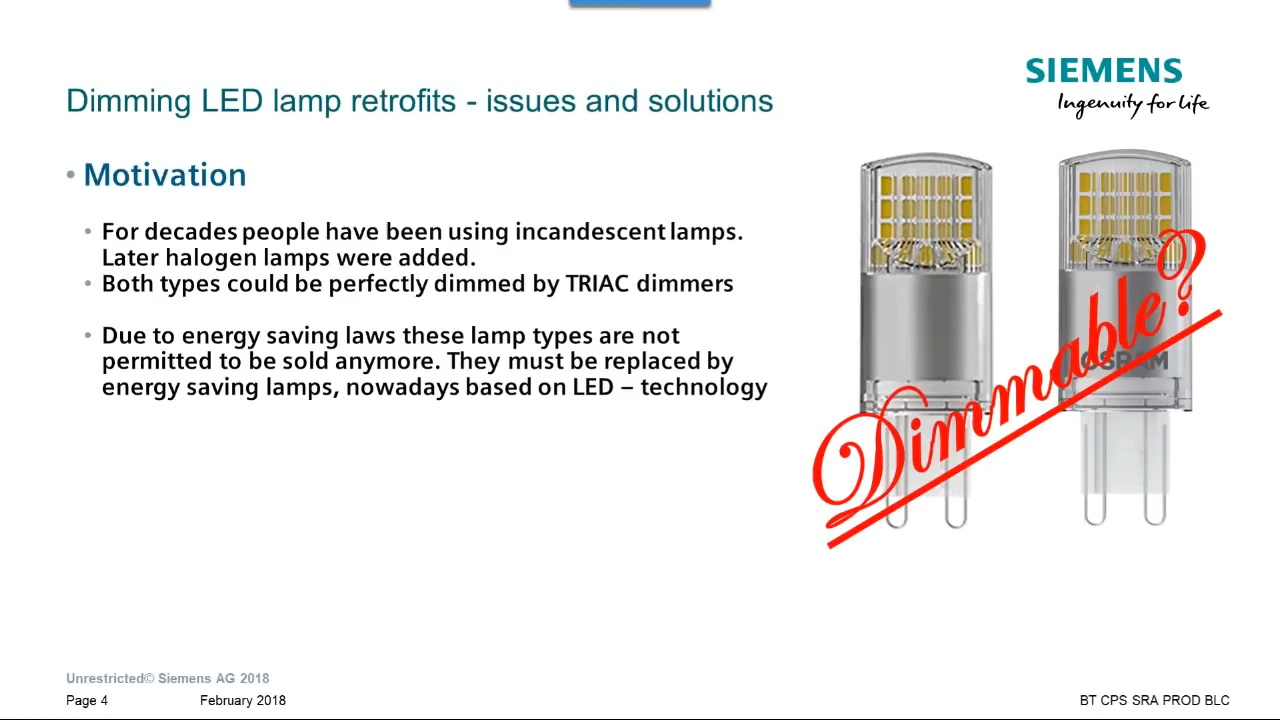 SIEMENS
Ingenuity for life
Dimming LED lamp retrofits - issues and solutions
• Motivation
• For decades people have been using incandescent lamps.
Later halogen lamps were added.
• Both types could be perfectly dimmed by TRIAC dimmers
• Due to energy saving laws these lamp types are not
permitted to be sold anymore. They must be replaced by
energy saving lamps, nowadays based on LED – technology
Dimmable?
OSRAM
Unrestricted© Siemens AG 2018
Page 4 February 2018 BT CPS SRA PROD BLC